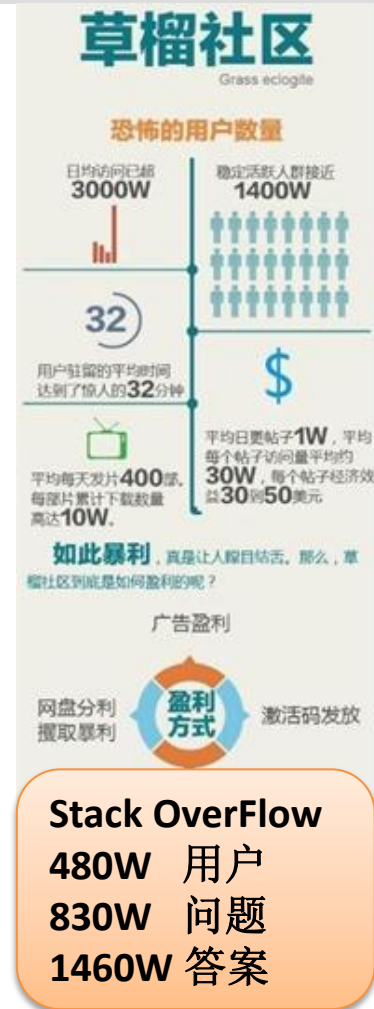 草榴社区
Grass eclogite
恐怖的用户数量
日均访问已超
3000W
稳定活跃人群接近
1400W
32
用户驻留的平均时间
达到了惊人的32分钟
$
平均日更帖子1W，平均
每个帖子访问量平均约
30W，每个帖子经济效
益30到50美元
平均每天发片400部，
每部片累计下载数量
高达10W。
如此暴利，真是让人瞠目结舌。那么，草
榴社区到底是如何盈利的呢？
广告盈利
网盘分利
攫取暴利
盈利
方式
激活码发放
Stack OverFlow
480W 用户
830W 问题
1460W 答案